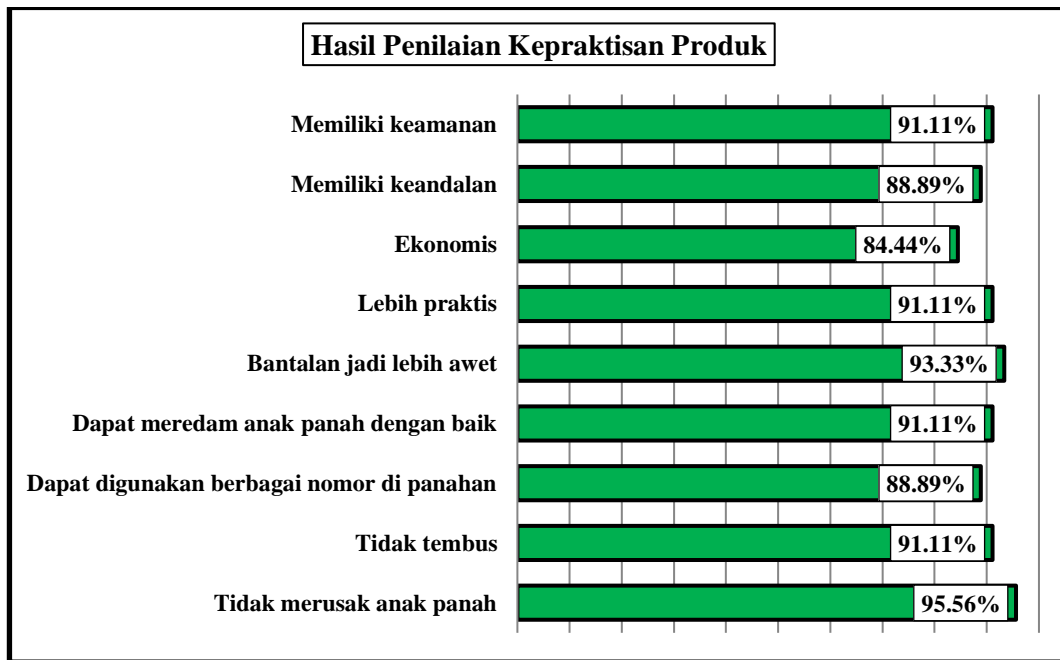 Hasil Penilaian Kepraktisan Produk
Memiliki keamanan 91.11%
Memiliki keandalan 88.89%
Ekonomis 84.44%
Lebih praktis 91.11%
Bantalan jadi lebih awet 93.33%
Dapat meredam anak panah dengan baik 91.11%
Dapat digunakan berbagai nomor di panahan 88.89%
Tidak tembus 91.11%
Tidak merusak anak panah 95.56%